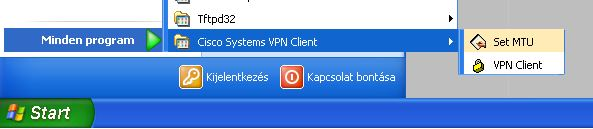 Tftpd32
Minden program
Cisco Systems VPN Client
Set MTU
VPN Client
Kijelentkezés
Kapcsolat bontása
Start